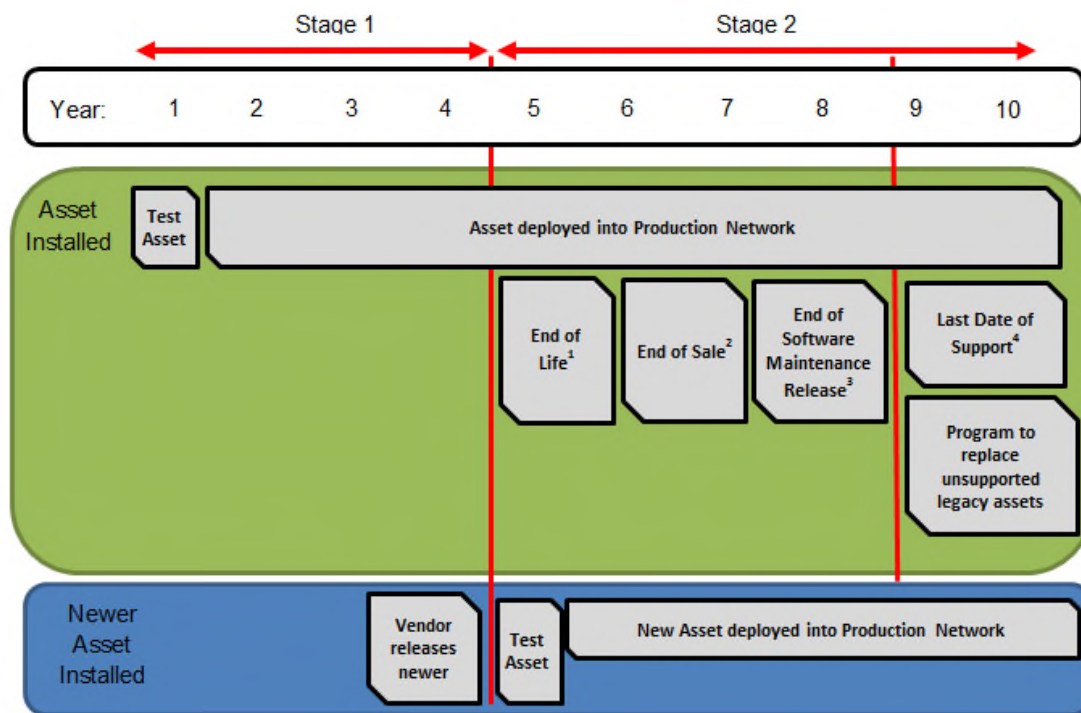 Stage 1
Stage 2
Year: 1 2 3 4 5 6 7 8 9 10
Asset
Installed
Test
Asset
Asset deployed into Production Network
End of
Life¹
End of Sale²
End of
Software
Maintenance
Release³
Last Date of
Support⁴
Program to
replace
unsupported
legacy assets
Newer
Asset
Installed
Vendor
releases
newer
Test
Asset
New Asset deployed into Production Network